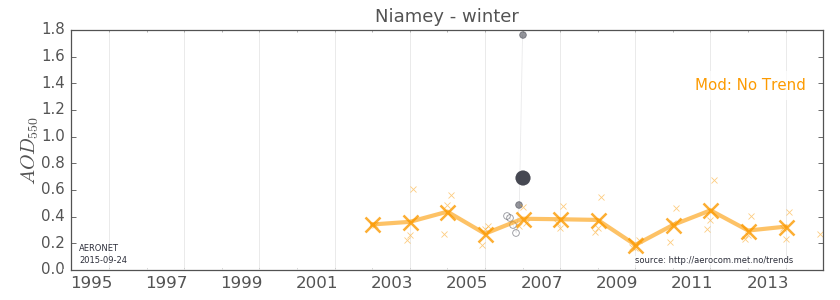 Niamey - winter
1.8
1.6
1.4
1.2
1.0
0.8
0.6
0.4
0.2
0.0
AOD550
Mod: No Trend
AERONET
2015-09-24
source: http://aerocom.met.no/trends
1995 1997 1999 2001 2003 2005 2007 2009 2011 2013